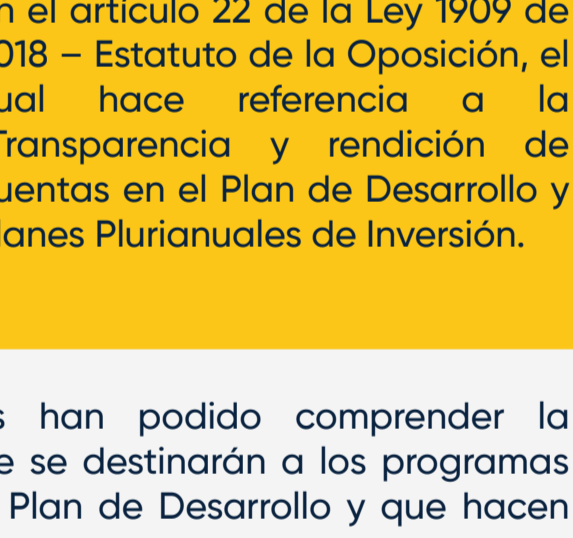 n el artículo 22 de la Ley 1909 de
018 – Estatuto de la Oposición, el
ual hace referencia a la
Transparencia y rendición de
uentas en el Plan de Desarrollo y
lanes Plurianuales de Inversión.
s han podido comprender la
e se destinarán a los programas
Plan de Desarrollo y que hacen